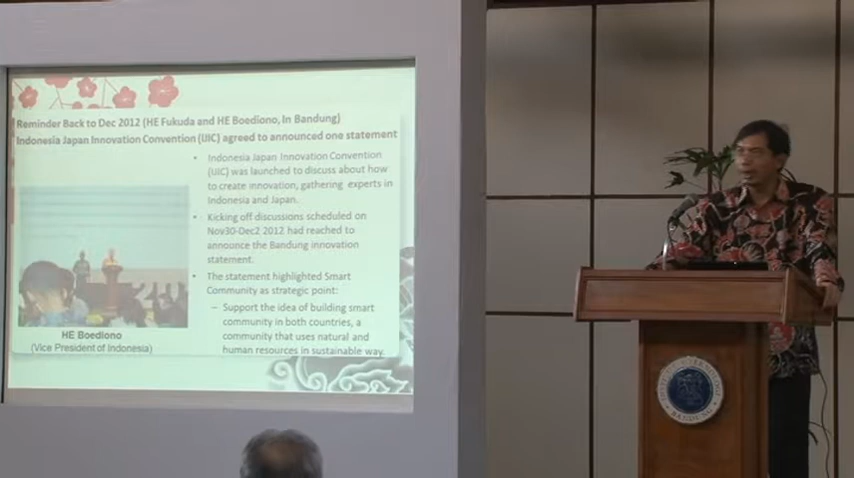 Reminder Back to Dec 2012 (HE Fukuda and HE Boediono, In Bandung)
Indonesia Japan Innovation Convention (IJIC) agreed to announced one statement
• Indonesia Japan Innovation Convention
(IJIC) was launched to discuss about how
to create innovation, gathering experts in
Indonesia and Japan.
• Kicking off discussions scheduled on
Nov30-Dec2 2012 had reached to
announce the Bandung innovation
statement.
• The statement highlighted Smart
Community as strategic point:
– Support the idea of building smart
community in both countries, a
community that uses natural and
human resources in sustainable way.
HE Boediono
(Vice President of Indonesia)
BANDUNG